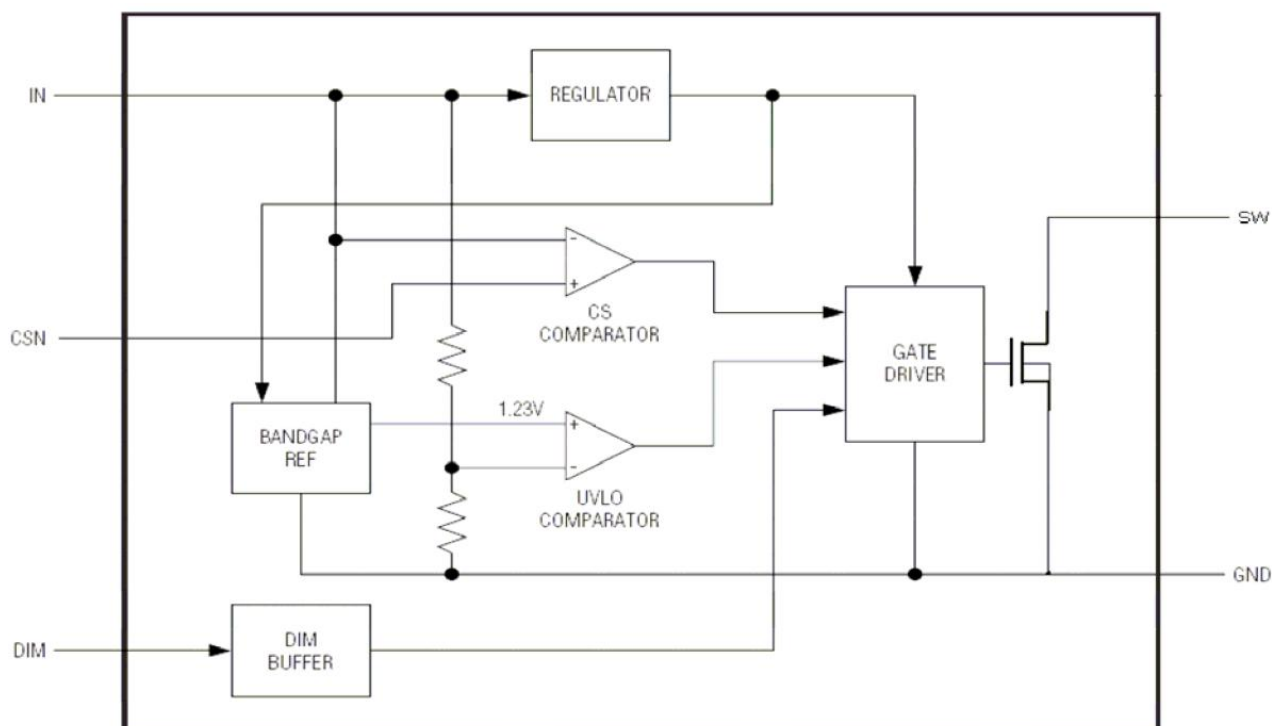 IN
REGULATOR
SW
-
+
CS
COMPARATOR
CSN
GATE
DRIVER
1.23V
BANDGAP
REF
+
-
UVLO
COMPARATOR
GND
DIM
DIM
BUFFER